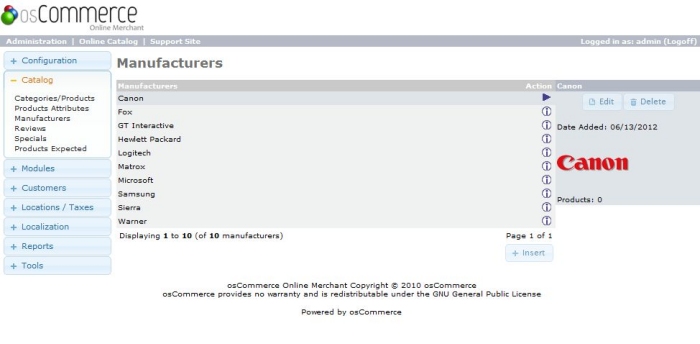 osCommerce
Online Merchant
Administration | Online Catalog | Support Site
Logged in as: admin (Logoff)
+ Configuration
− Catalog
Categories/Products
Products Attributes
Manufacturers
Reviews
Specials
Products Expected
+ Modules
+ Customers
+ Locations / Taxes
+ Localization
+ Reports
+ Tools
Manufacturers
Manufacturers Action
Canon
Fox
GT Interactive
Hewlett Packard
Logitech
Matrox
Microsoft
Samsung
Sierra
Warner
Displaying 1 to 10 (of 10 manufacturers) Page 1 of 1
+ Insert
Canon
Edit Delete
Date Added: 06/13/2012
Canon
Products: 0
osCommerce Online Merchant Copyright © 2010 osCommerce
osCommerce provides no warranty and is redistributable under the GNU General Public License
Powered by osCommerce